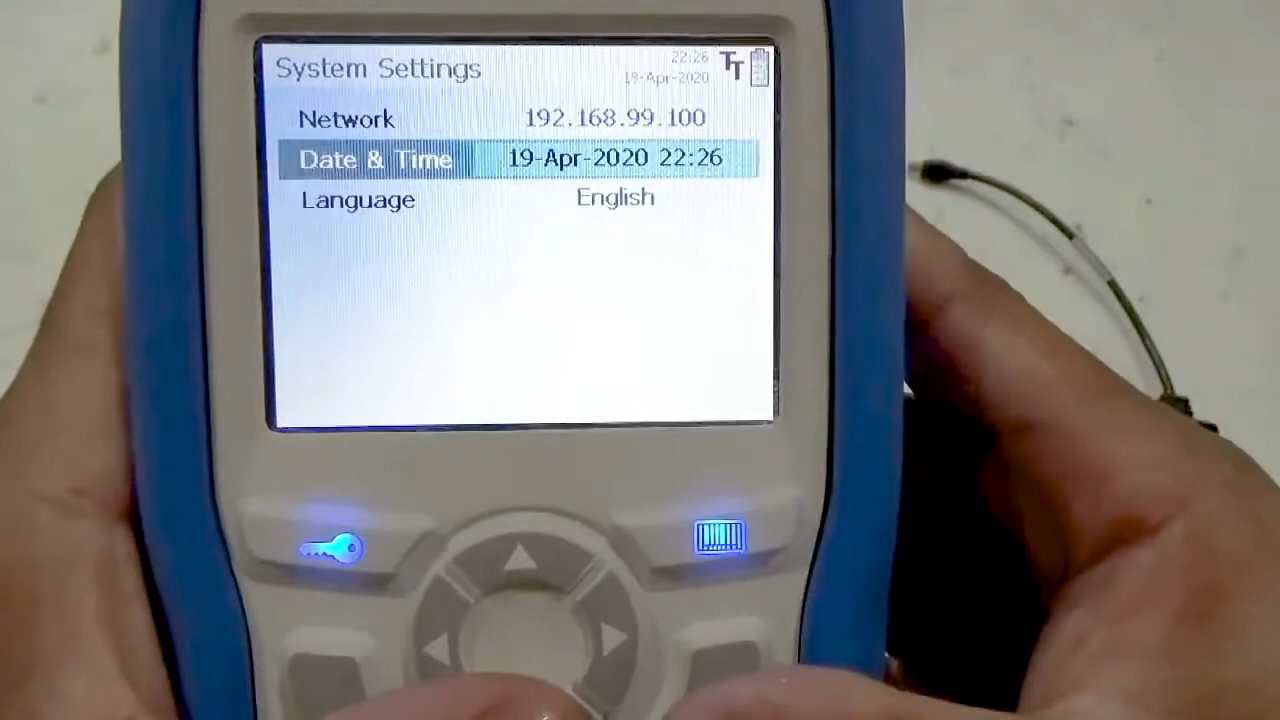 System Settings
22:26
19-Apr-2020
TT
Network 192.168.99.100
Date & Time 19-Apr-2020 22:26
Language English